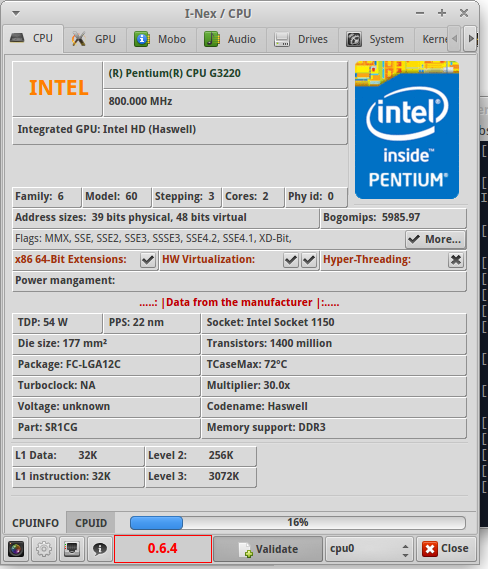 I-Nex / CPU
CPU GPU Mobo Audio Drives System Kerne
INTEL
(R) Pentium(R) CPU G3220
800.000 MHz
Integrated GPU: Intel HD (Haswell)
intel
inside™
PENTIUM®
Family: 6 Model: 60 Stepping: 3 Cores: 2 Phy id: 0
Address sizes: 39 bits physical, 48 bits virtual Bogomips: 5985.97
Flags: MMX, SSE, SSE2, SSE3, SSSE3, SSE4.2, SSE4.1, XD-Bit, More...
x86 64-Bit Extensions: HW Virtualization: Hyper-Threading:
Power mangament:
.....: |Data from the manufacturer |:.....
TDP: 54 W PPS: 22 nm Socket: Intel Socket 1150
Die size: 177 mm² Transistors: 1400 million
Package: FC-LGA12C TCaseMax: 72°C
Turboclock: NA Multiplier: 30.0x
Voltage: unknown Codename: Haswell
Part: SR1CG Memory support: DDR3
L1 Data: 32K Level 2: 256K
L1 instruction: 32K Level 3: 3072K
CPUINFO CPUID 16%
0.6.4 Validate cpu0 Close